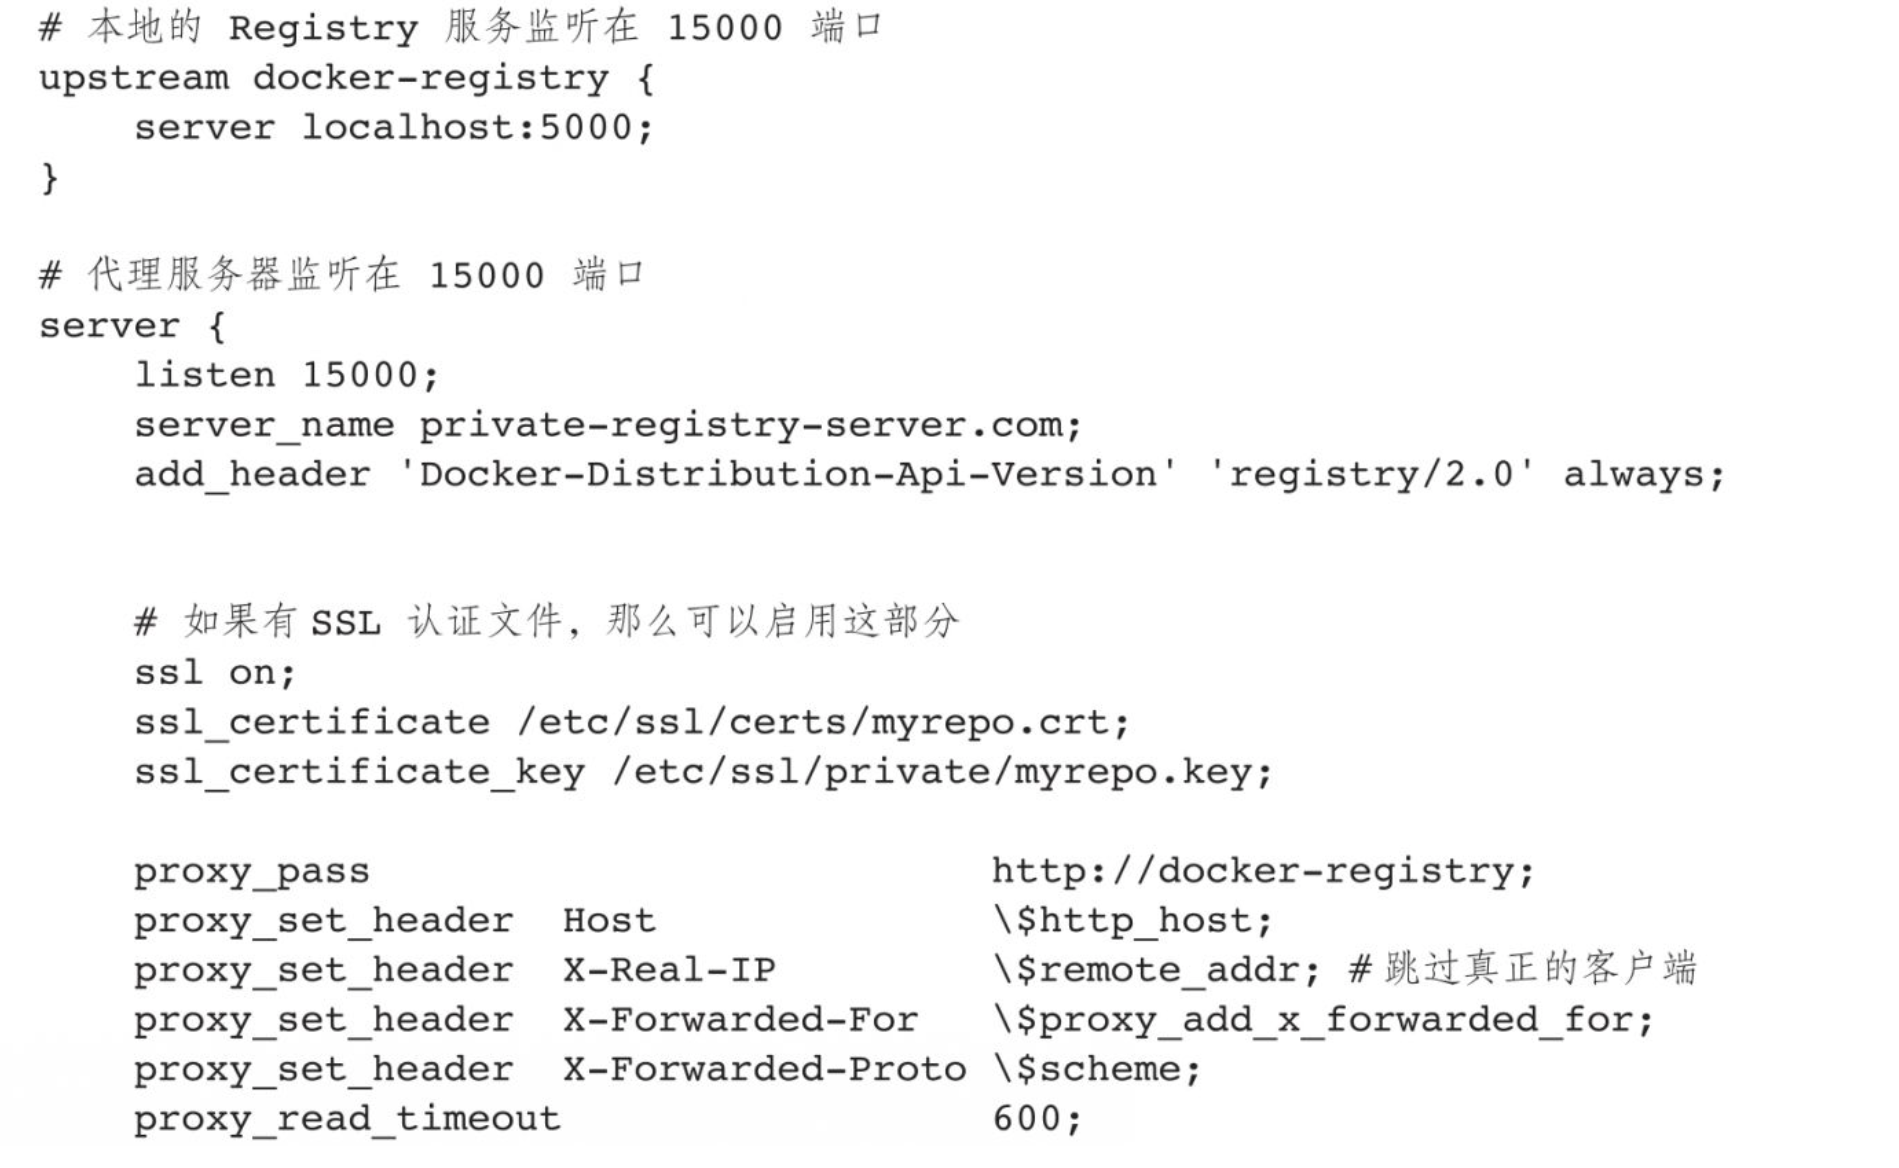 # 本地的 Registry 服务监听在 15000 端口
upstream docker-registry {
    server localhost:5000;
}

# 代理服务器监听在 15000 端口
server {
    listen 15000;
    server_name private-registry-server.com;
    add_header 'Docker-Distribution-Api-Version' 'registry/2.0' always;

    # 如果有 SSL 认证文件，那么可以启用这部分
    ssl on;
    ssl_certificate /etc/ssl/certs/myrepo.crt;
    ssl_certificate_key /etc/ssl/private/myrepo.key;

    proxy_pass                          http://docker-registry;
    proxy_set_header  Host              \$http_host;
    proxy_set_header  X-Real-IP         \$remote_addr; # 跳过真正的客户端
    proxy_set_header  X-Forwarded-For   \$proxy_add_x_forwarded_for;
    proxy_set_header  X-Forwarded-Proto \$scheme;
    proxy_read_timeout                  600;